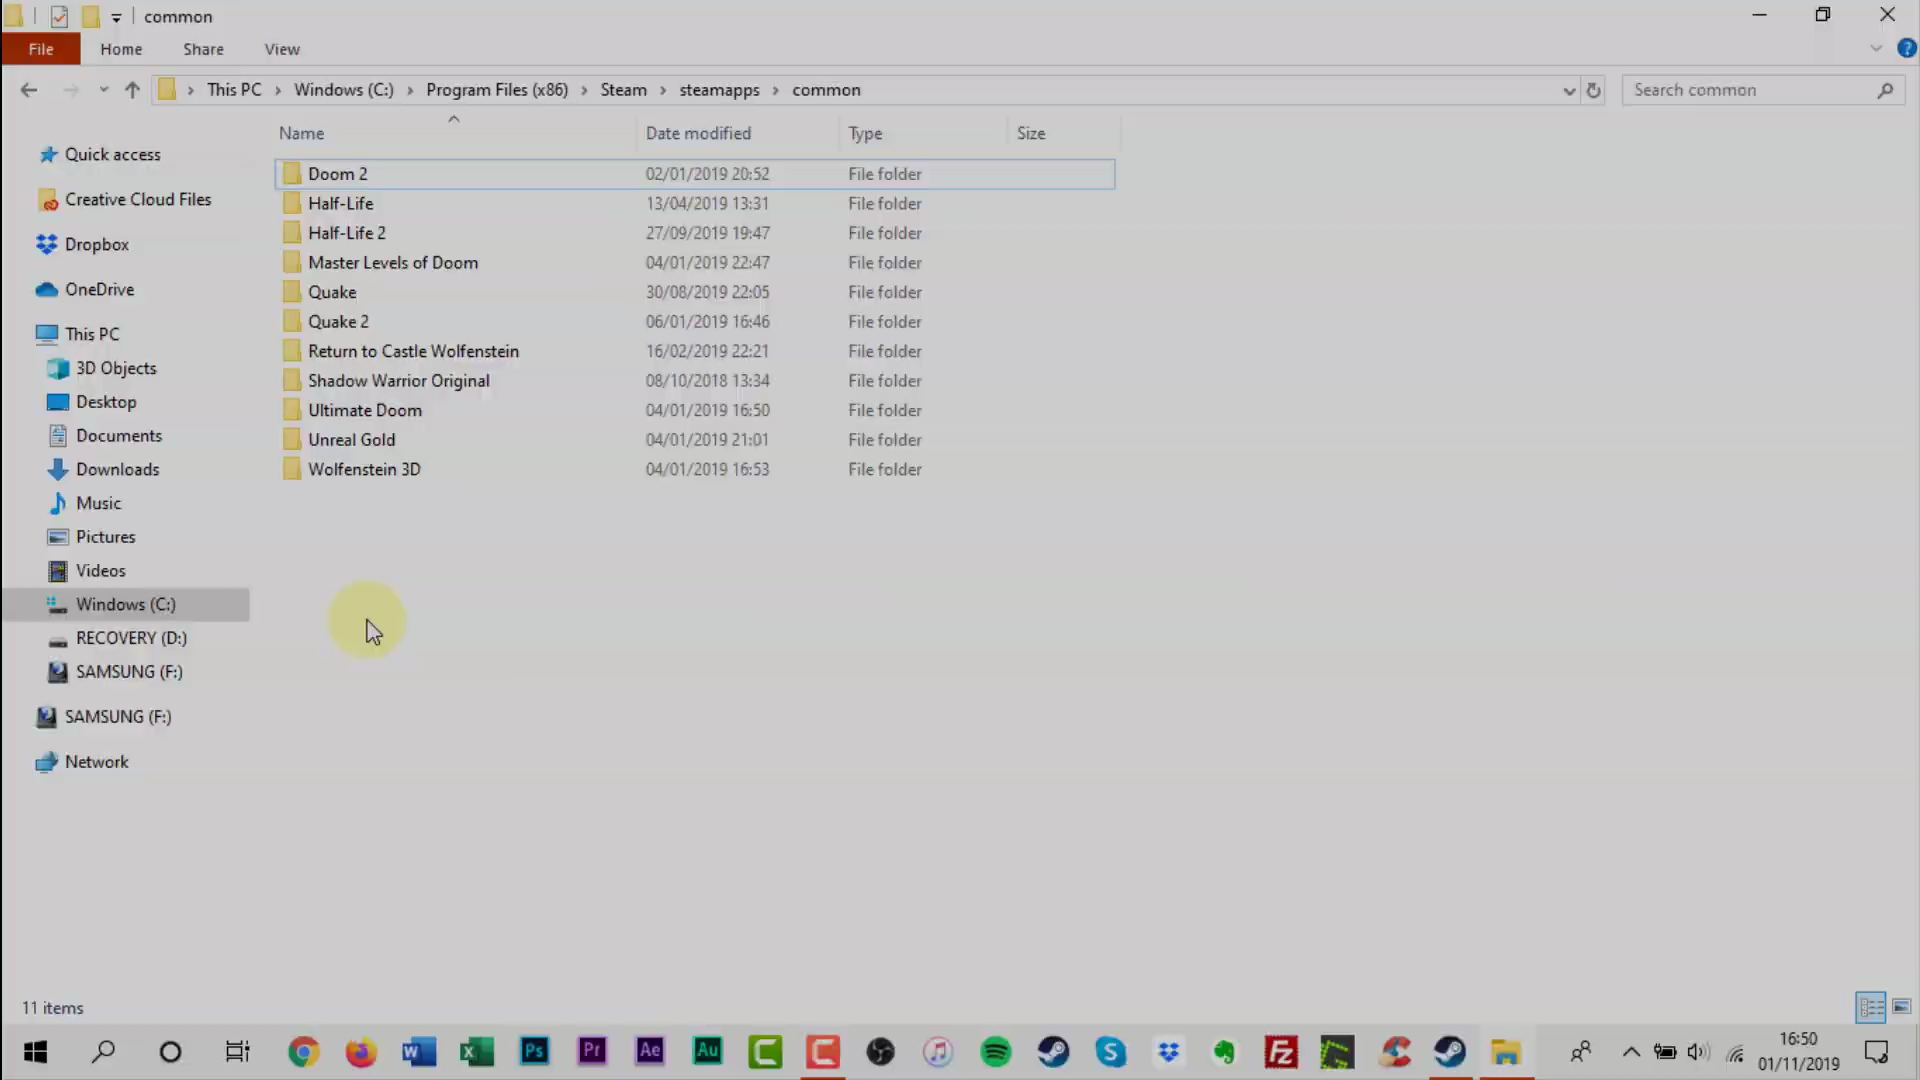 common
File Home Share View
This PC Windows (C:) Program Files (x86) Steam steamapps common
Search common
Name Date modified Type Size
Doom 2 02/01/2019 20:52 File folder
Half-Life 13/04/2019 13:31 File folder
Half-Life 2 27/09/2019 19:47 File folder
Master Levels of Doom 04/01/2019 22:47 File folder
Quake 30/08/2019 22:05 File folder
Quake 2 06/01/2019 16:46 File folder
Return to Castle Wolfenstein 16/02/2019 22:21 File folder
Shadow Warrior Original 08/10/2018 13:34 File folder
Ultimate Doom 04/01/2019 16:50 File folder
Unreal Gold 04/01/2019 21:01 File folder
Wolfenstein 3D 04/01/2019 16:53 File folder
Quick access
Creative Cloud Files
Dropbox
OneDrive
This PC
3D Objects
Desktop
Documents
Downloads
Music
Pictures
Videos
Windows (C:)
RECOVERY (D:)
SAMSUNG (F:)
SAMSUNG (F:)
Network
11 items
Ps Pr Ae Au
16:50
01/11/2019